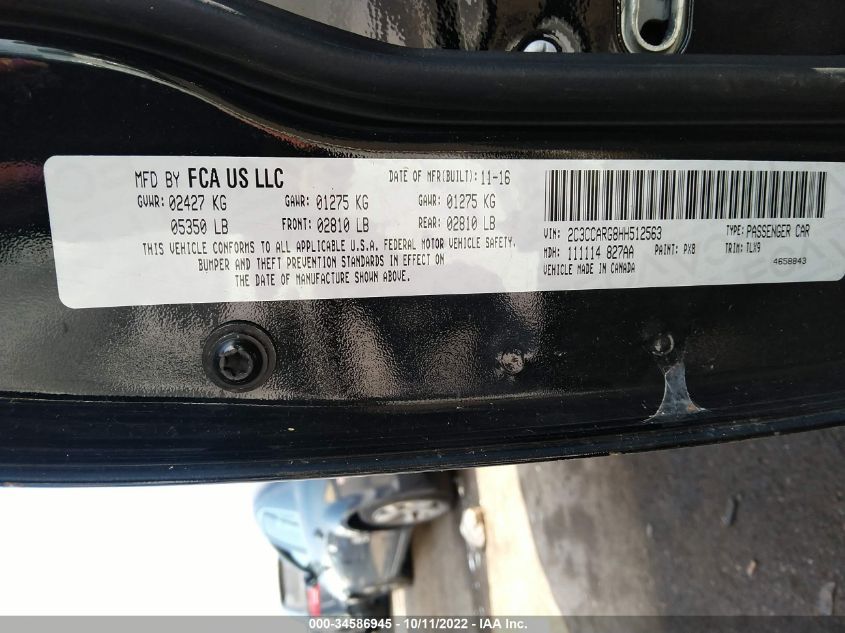 MFD BY FCA US LLC DATE OF MFR(BUILT): 11-16
GVWR: 02427 KG GAWR: 01275 KG GAWR: 01275 KG
05350 LB FRONT: 02810 LB REAR: 02810 LB
THIS VEHICLE CONFORMS TO ALL APPLICABLE U.S.A. FEDERAL MOTOR VEHICLE SAFETY,
BUMPER AND THEFT PREVENTION STANDARDS IN EFFECT ON
THE DATE OF MANUFACTURE SHOWN ABOVE.
VIN: 2C3CCARG8HH512563 TYPE: PASSENGER CAR
MDH: 111114 827AA PAINT: PX8 TRIM: TLX9
VEHICLE MADE IN CANADA 4658843
000-34586945 - 10/11/2022 - IAA Inc.